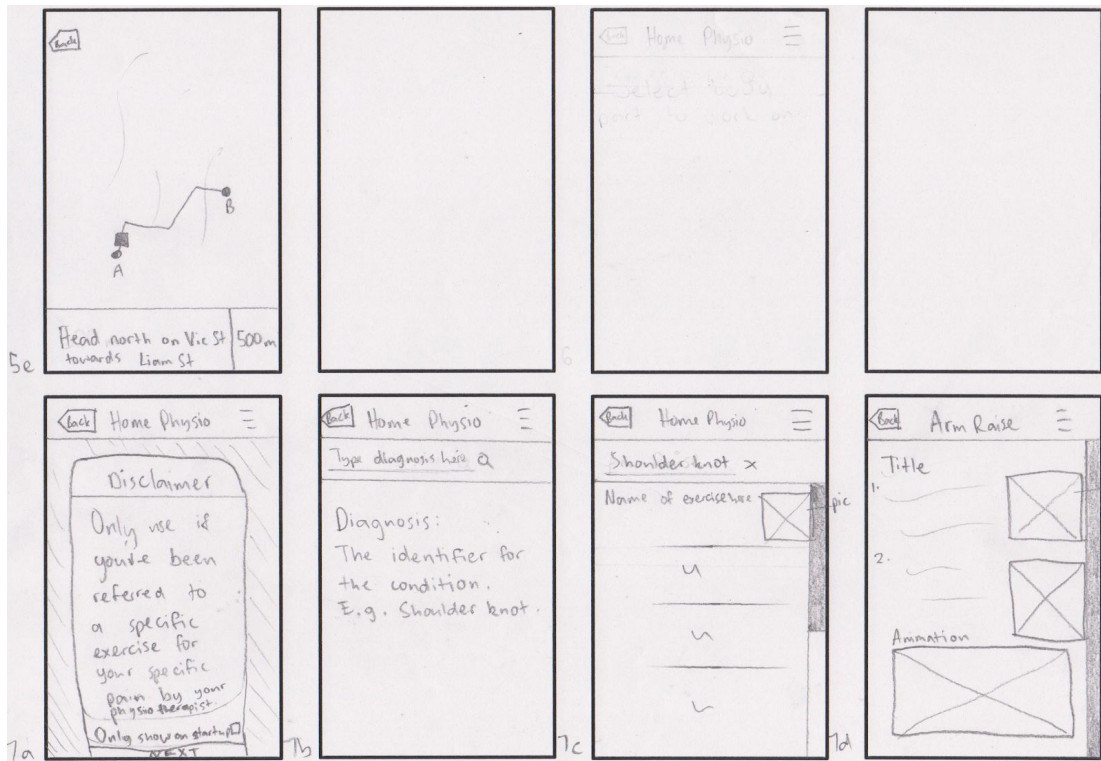 Back
B
A
Head north on Vic St
towards Liam St
500m
5e
Back Home Physio
Select body
part to work on
6
Back Home Physio
Disclaimer
Only use if
you've been
referred to
a specific
exercise for
your specific
pain by your
physiotherapist.
Only show on startup
NEXT
7a
Back Home Physio
Type diagnosis here
Diagnosis:
The identifier for
the condition.
E.g. Shoulder knot.
7b
Back Home Physio
Shoulder knot x
Name of exercise here
pic
7c
Back Arm Raise
Title
1.
2.
Animation
7d